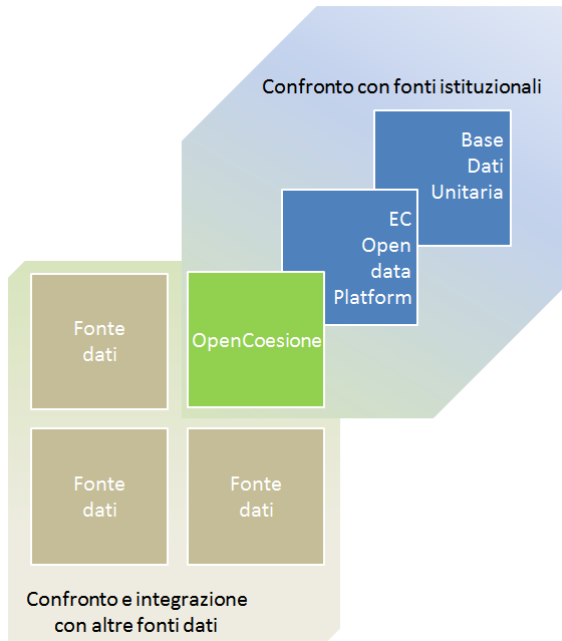 Confronto con fonti istituzionali
Base
Dati
Unitaria
EC
Open
data
Platform
OpenCoesione
Fonte
dati
Fonte
dati
Fonte
dati
Confronto e integrazione
con altre fonti dati